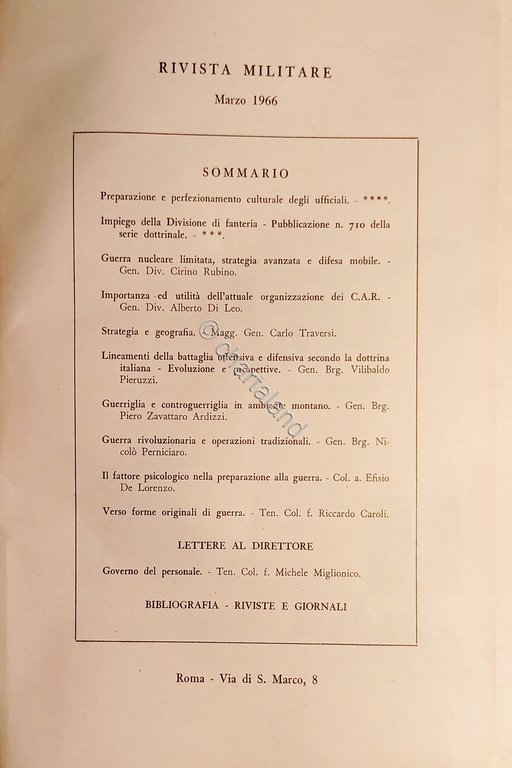 RIVISTA MILITARE
Marzo 1966
SOMMARIO
Preparazione e perfezionamento culturale degli ufficiali. - ****.
Impiego della Divisione di fanteria - Pubblicazione n. 710 della
serie dottrinale. - ***.
Guerra nucleare limitata, strategia avanzata e difesa mobile. -
Gen. Div. Cirino Rubino.
Importanza ed utilità dell'attuale organizzazione dei C.A.R. -
Gen. Div. Alberto Di Leo.
Strategia e geografia. - Magg. Gen. Carlo Traversi.
Lineamenti della battaglia offensiva e difensiva secondo la dottrina
italiana - Evoluzione e prospettive. - Gen. Brg. Vilibaldo
Pieruzzi.
Guerriglia e controguerriglia in ambiente montano. - Gen. Brg.
Piero Zavattaro Ardizzi.
Guerra rivoluzionaria e operazioni tradizionali. - Gen. Brg. Ni-
colò Perniciaro.
Il fattore psicologico nella preparazione alla guerra. - Col. a. Efisio
De Lorenzo.
Verso forme originali di guerra. - Ten. Col. f. Riccardo Caroli.
LETTERE AL DIRETTORE
Governo del personale. - Ten. Col. f. Michele Miglionico.
BIBLIOGRAFIA - RIVISTE E GIORNALI
Roma - Via di S. Marco, 8
© chartaland